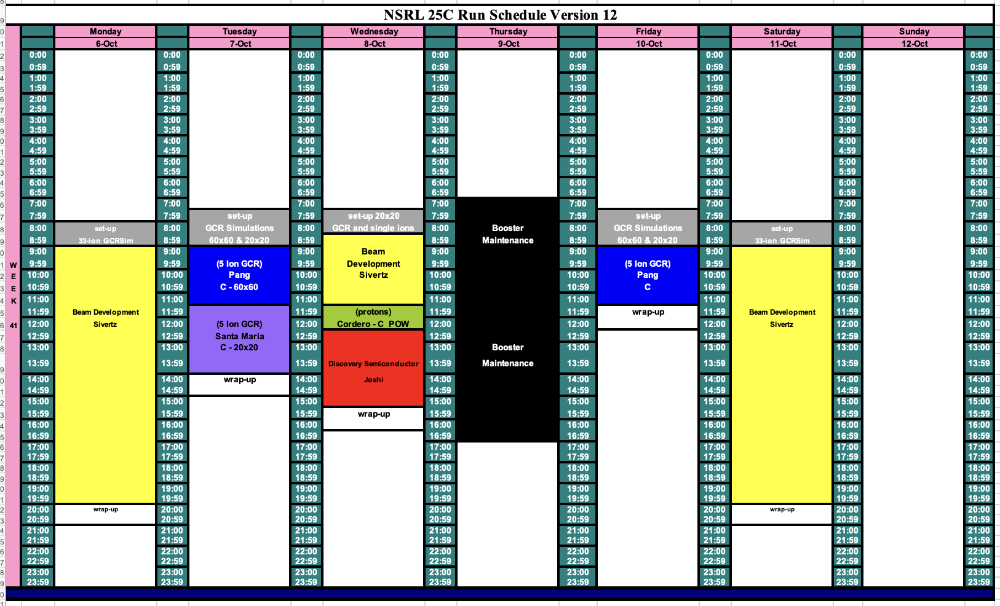 NSRL 25C Run Schedule Version 12
Monday Tuesday Wednesday Thursday Friday Saturday Sunday
6-Oct 7-Oct 8-Oct 9-Oct 10-Oct 11-Oct 12-Oct
0:00 0:00 0:00 0:00 0:00 0:00 0:00 0:00
0:59 0:59 0:59 0:59 0:59 0:59 0:59 0:59
1:00 1:00 1:00 1:00 1:00 1:00 1:00 1:00
1:59 1:59 1:59 1:59 1:59 1:59 1:59 1:59
2:00 2:00 2:00 2:00 2:00 2:00 2:00 2:00
2:59 2:59 2:59 2:59 2:59 2:59 2:59 2:59
3:00 3:00 3:00 3:00 3:00 3:00 3:00 3:00
3:59 3:59 3:59 3:59 3:59 3:59 3:59 3:59
4:00 4:00 4:00 4:00 4:00 4:00 4:00 4:00
4:59 4:59 4:59 4:59 4:59 4:59 4:59 4:59
5:00 5:00 5:00 5:00 5:00 5:00 5:00 5:00
5:59 5:59 5:59 5:59 5:59 5:59 5:59 5:59
6:00 6:00 6:00 6:00 6:00 6:00 6:00 6:00
6:59 6:59 6:59 6:59 6:59 6:59 6:59 6:59
7:00 7:00 7:00 7:00 7:00 7:00 7:00 7:00
7:59 7:59 set-up 7:59 set-up 20x20 7:59 7:59 set-up 7:59 7:59 7:59
8:00 set-up 8:00 GCR Simulations 8:00 GCR and single ions 8:00 Booster 8:00 GCR Simulations 8:00 set-up 8:00 8:00
8:59 33-ion GCRSim 8:59 60x60 & 20x20 8:59 8:59 Maintenance 8:59 60x60 & 20x20 8:59 33-ion GCRSim 8:59 8:59
9:00 9:00 9:00 Beam 9:00 9:00 9:00 9:00 9:00
W 9:59 9:59 (5 Ion GCR) 9:59 Development 9:59 9:59 (5 Ion GCR) 9:59 9:59 9:59
E 10:00 10:00 Pang 10:00 Sivertz 10:00 10:00 Pang 10:00 10:00 10:00
E 10:59 10:59 C - 60x60 10:59 10:59 10:59 C 10:59 10:59 10:59
K 11:00 11:00 11:00 11:00 11:00 11:00 11:00 11:00
11:59 Beam Development 11:59 11:59 (protons) 11:59 11:59 wrap-up 11:59 Beam Development 11:59 11:59
41 12:00 Sivertz 12:00 (5 Ion GCR) 12:00 Cordero - C POW 12:00 12:00 12:00 Sivertz 12:00 12:00
12:59 12:59 Santa Maria 12:59 12:59 12:59 12:59 12:59 12:59
13:00 13:00 C - 20x20 13:00 13:00 Booster 13:00 13:00 13:00 13:00
13:59 13:59 13:59 Discovery Semiconductor 13:59 Maintenance 13:59 13:59 13:59 13:59
14:00 14:00 wrap-up 14:00 Joshi 14:00 14:00 14:00 14:00 14:00
14:59 14:59 14:59 14:59 14:59 14:59 14:59 14:59
15:00 15:00 15:00 15:00 15:00 15:00 15:00 15:00
15:59 15:59 15:59 wrap-up 15:59 15:59 15:59 15:59 15:59
16:00 16:00 16:00 16:00 16:00 16:00 16:00 16:00
16:59 16:59 16:59 16:59 16:59 16:59 16:59 16:59
17:00 17:00 17:00 17:00 17:00 17:00 17:00 17:00
17:59 17:59 17:59 17:59 17:59 17:59 17:59 17:59
18:00 18:00 18:00 18:00 18:00 18:00 18:00 18:00
18:59 18:59 18:59 18:59 18:59 18:59 18:59 18:59
19:00 19:00 19:00 19:00 19:00 19:00 19:00 19:00
19:59 19:59 19:59 19:59 19:59 19:59 19:59 19:59
20:00 wrap-up 20:00 20:00 20:00 20:00 20:00 wrap-up 20:00 20:00
20:59 20:59 20:59 20:59 20:59 20:59 20:59 20:59
21:00 21:00 21:00 21:00 21:00 21:00 21:00 21:00
21:59 21:59 21:59 21:59 21:59 21:59 21:59 21:59
22:00 22:00 22:00 22:00 22:00 22:00 22:00 22:00
22:59 22:59 22:59 22:59 22:59 22:59 22:59 22:59
23:00 23:00 23:00 23:00 23:00 23:00 23:00 23:00
23:59 23:59 23:59 23:59 23:59 23:59 23:59 23:59